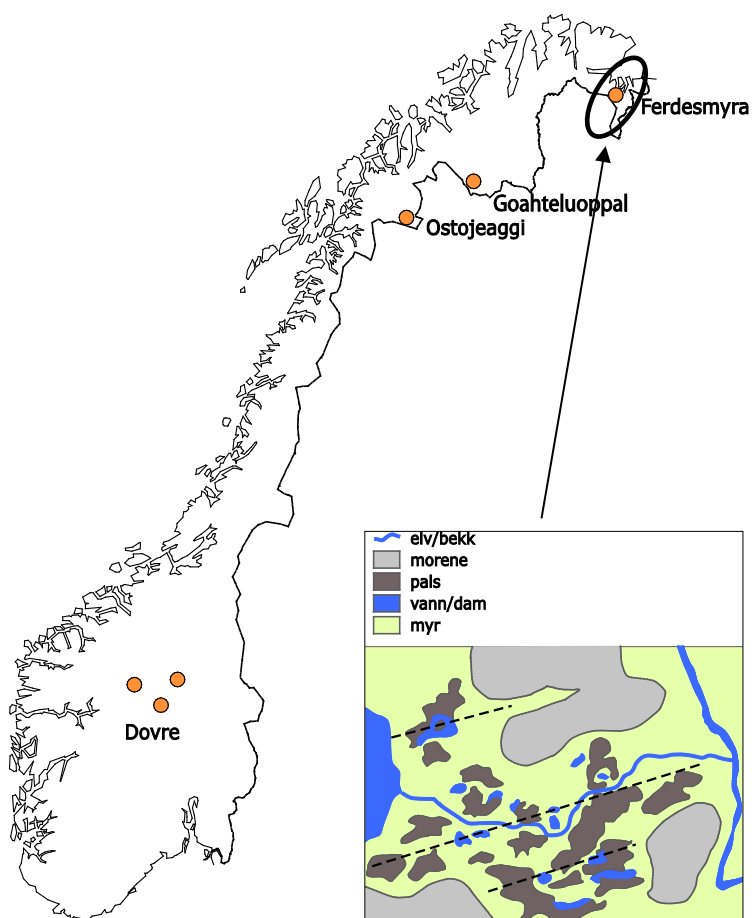 Ferdesmyra
Goahteluoppal
Ostojeaggi
Dovre
elv/bekk
morene
pals
vann/dam
myr